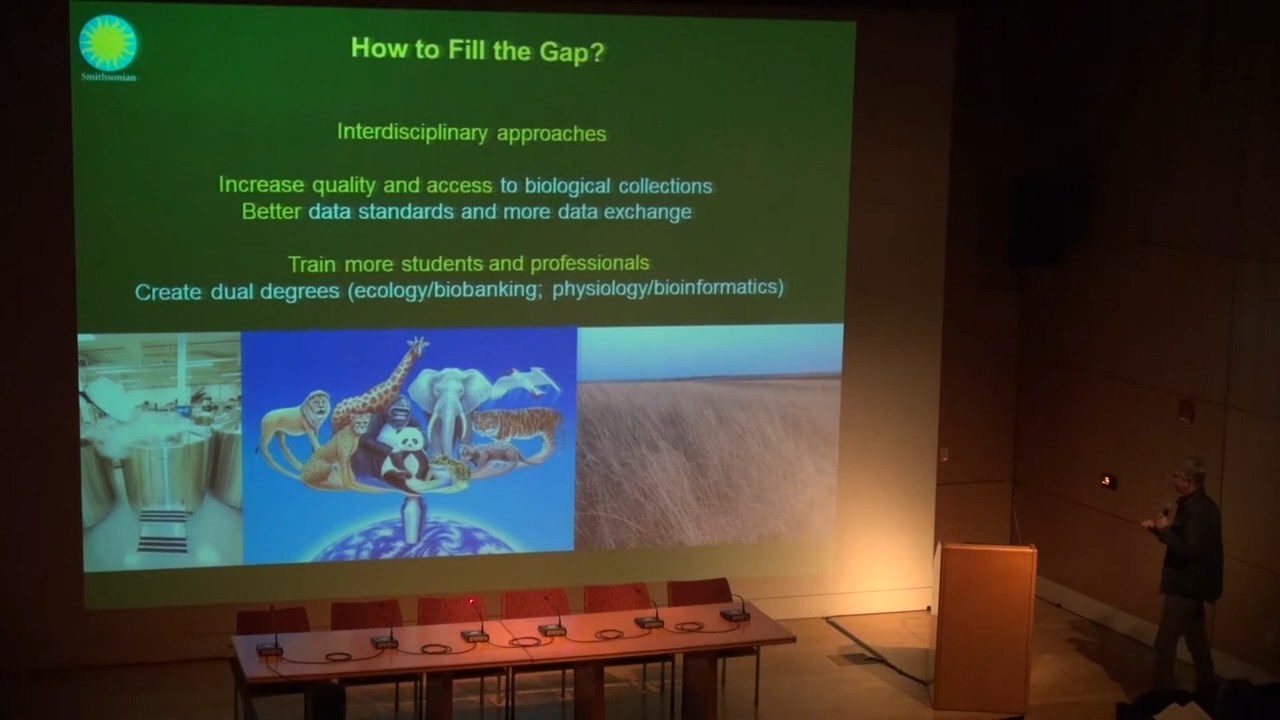 Smithsonian
How to Fill the Gap?
Interdisciplinary approaches
Increase quality and access to biological collections
Better data standards and more data exchange
Train more students and professionals
Create dual degrees (ecology/biobanking; physiology/bioinformatics)